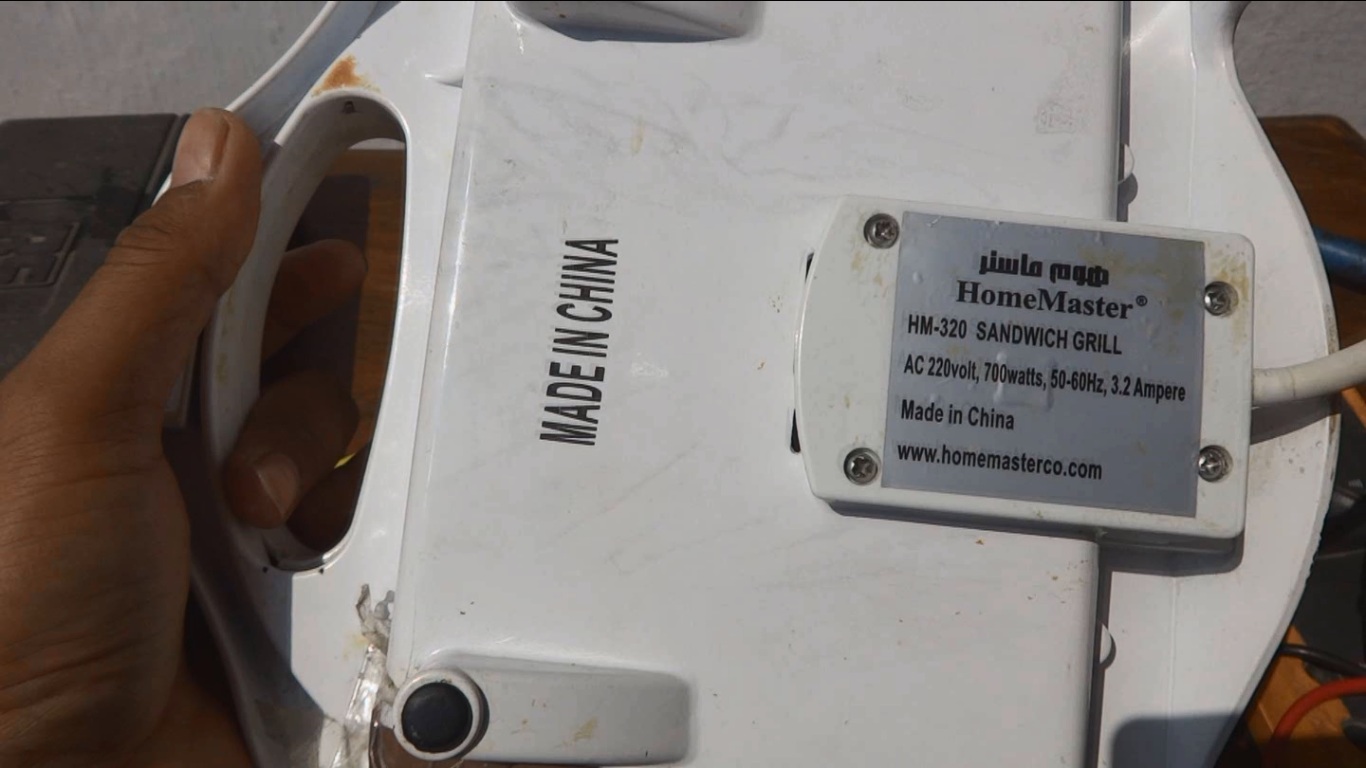 MADE IN CHINA
هوم ماستر
HomeMaster®
HM-320 SANDWICH GRILL
AC 220volt, 700watts, 50-60Hz, 3.2 Ampere
Made in China
www.homemasterco.com